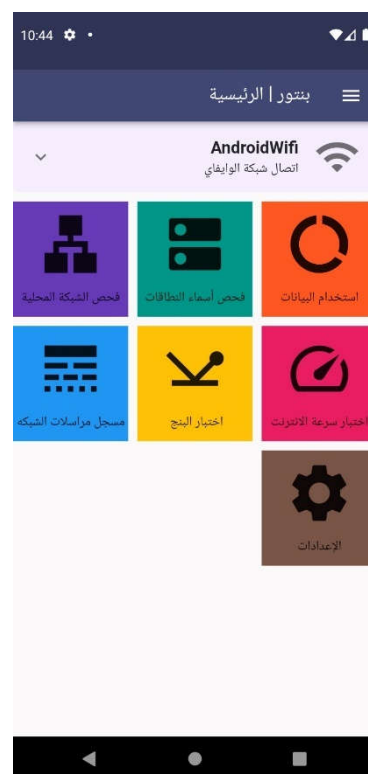 10:44
بنتور | الرئيسية
AndroidWifi
اتصال شبكة الوايفاي
استخدام البيانات
فحص أسماء النطاقات
فحص الشبكة المحلية
اختبار سرعة الانترنت
اختبار البنج
مسجل مراسلات الشبكه
الإعدادات